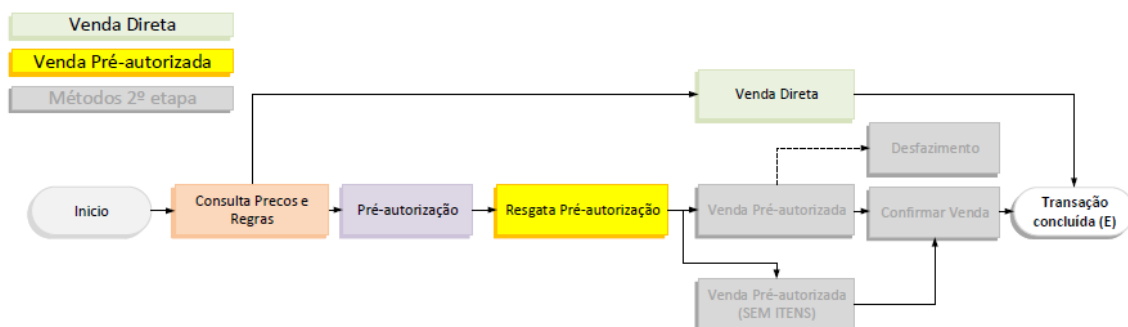 Venda Direta
Venda Pré-autorizada
Métodos 2º etapa
Venda Direta
Desfazimento
Inicio
Consulta Precos e
Regras
Pré-autorização
Resgata Pré-autorização
Venda Pré-autorizada
Confirmar Venda
Transação
concluída (E)
Venda Pré-autorizada
(SEM ITENS)